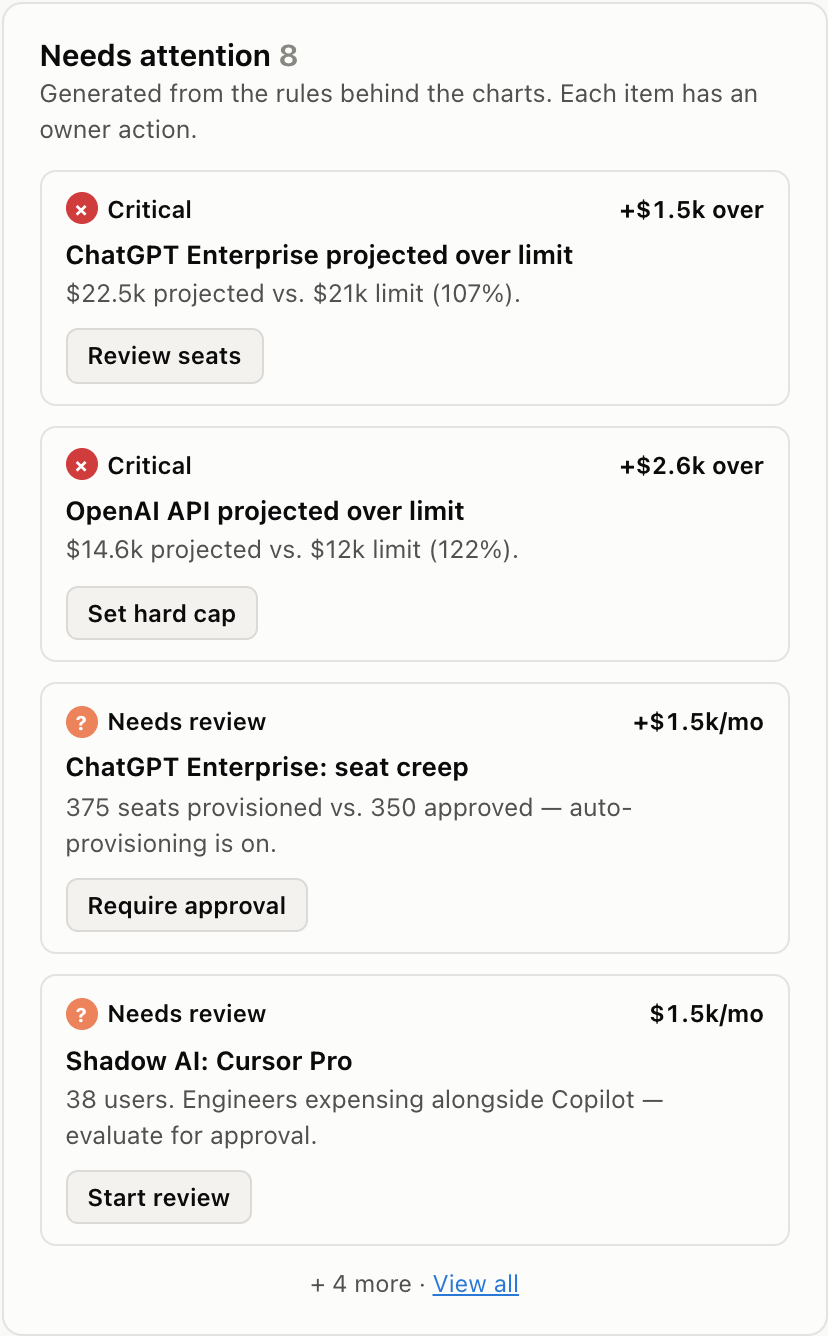 Needs attention 8
Generated from the rules behind the charts. Each item has an
owner action.
Critical
+$1.5k over
ChatGPT Enterprise projected over limit
$22.5k projected vs. $21k limit (107%).
Review seats
Critical
+$2.6k over
OpenAI API projected over limit
$14.6k projected vs. $12k limit (122%).
Set hard cap
? Needs review
+$1.5k/mo
ChatGPT Enterprise: seat creep
375 seats provisioned vs. 350 approved — auto-
provisioning is on.
Require approval
? Needs review
$1.5k/mo
Shadow AI: Cursor Pro
38 users. Engineers expensing alongside Copilot —
evaluate for approval.
Start review
+ 4 more · View all